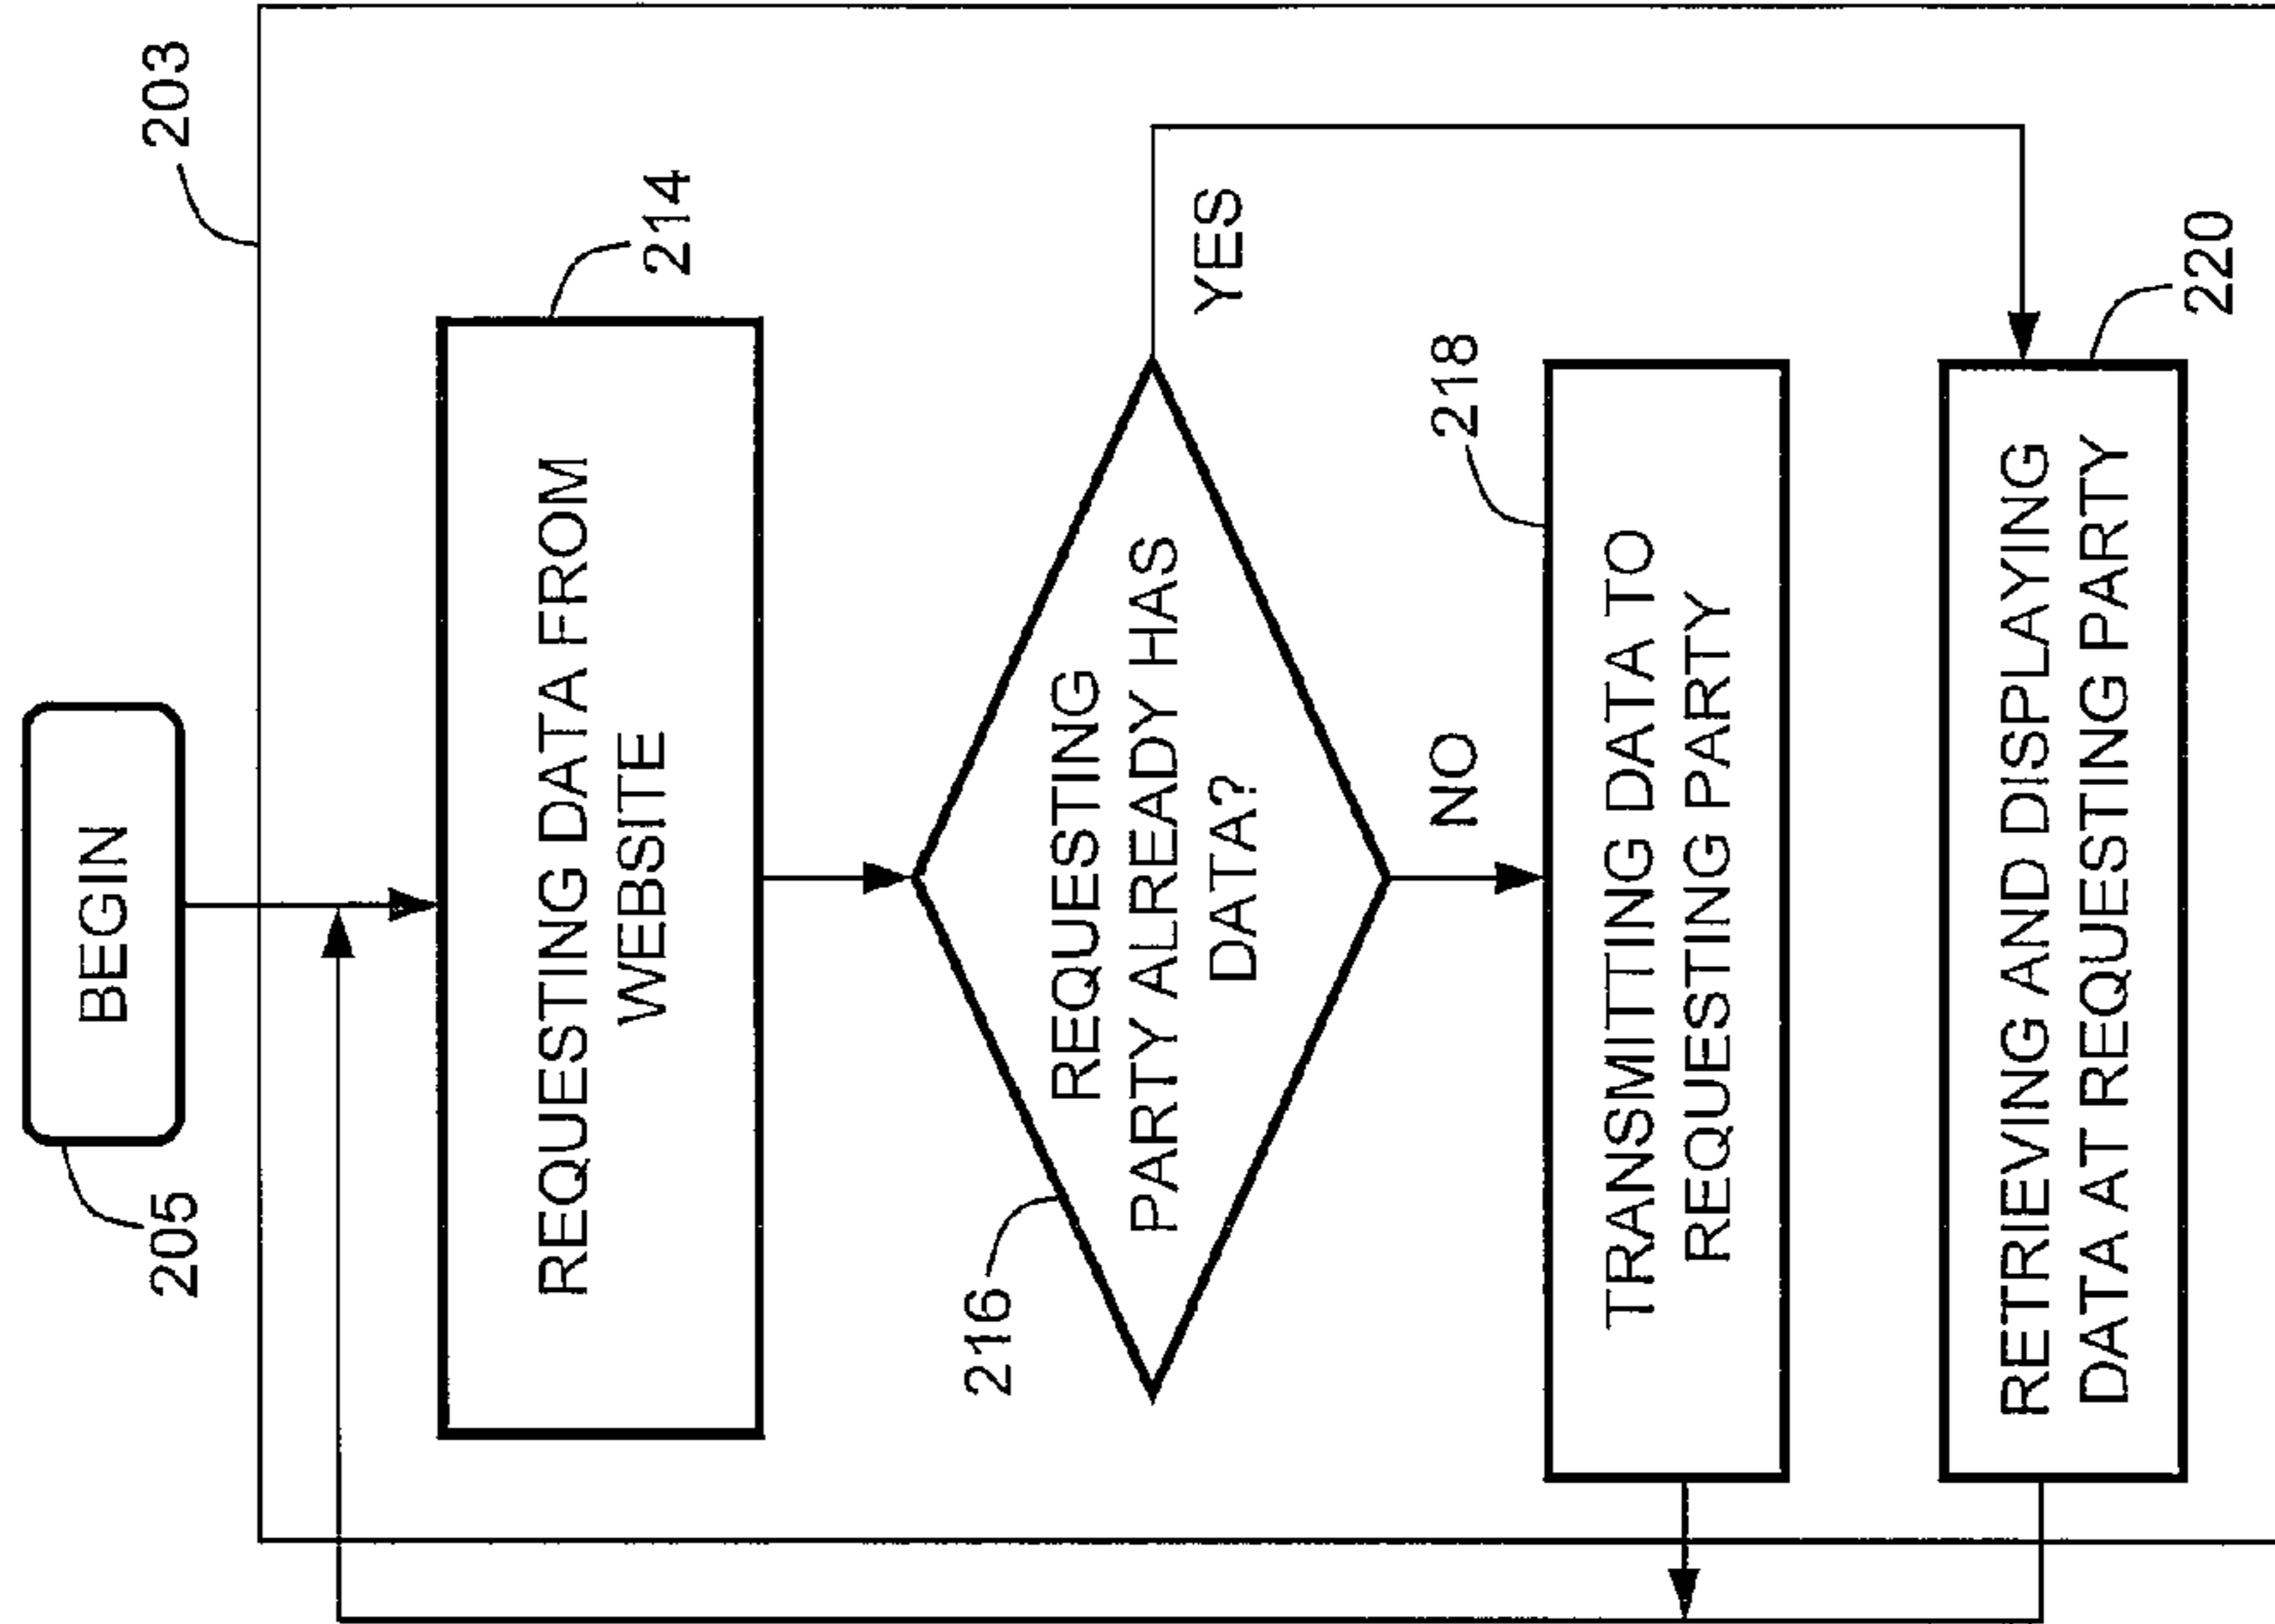 203
BEGIN
205
214
REQUESTING DATA FROM
WEBSITE
216
REQUESTING
PARTY ALREADY HAS
DATA?
YES
NO
218
TRANSMITTING DATA TO
REQUESTING PARTY
220
RETRIEVING AND DISPLAYING
DATA AT REQUESTING PARTY